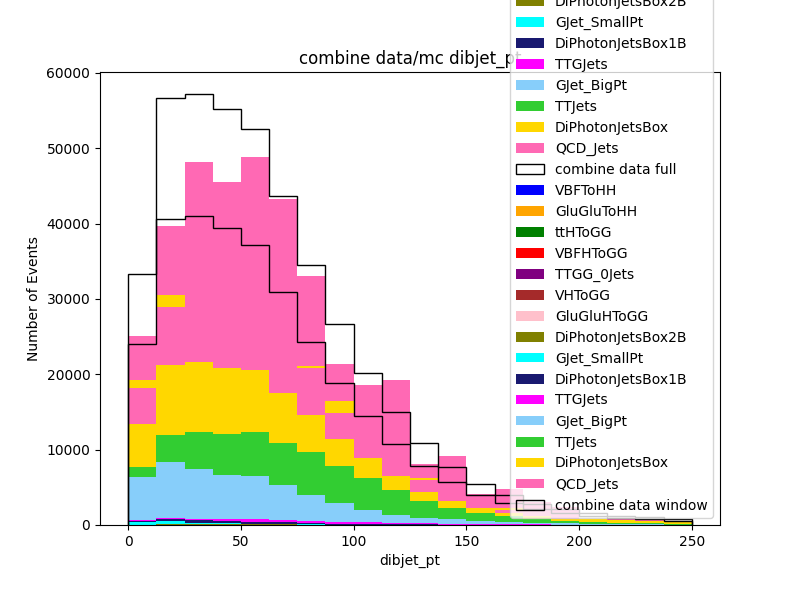 DiPhotonJetsBox2B
GJet_SmallPt
DiPhotonJetsBox1B
combine data/mc dibjet_pt
TTGJets
GJet_BigPt
TTJets
DiPhotonJetsBox
QCD_Jets
combine data full
VBFToHH
GluGluToHH
ttHToGG
VBFHToGG
TTGG_0Jets
VHToGG
GluGluHToGG
DiPhotonJetsBox2B
GJet_SmallPt
DiPhotonJetsBox1B
TTGJets
GJet_BigPt
TTJets
DiPhotonJetsBox
QCD_Jets
combine data window
60000
50000
40000
30000
20000
10000
0
Number of Events
0 50 100 150 200 250
dibjet_pt